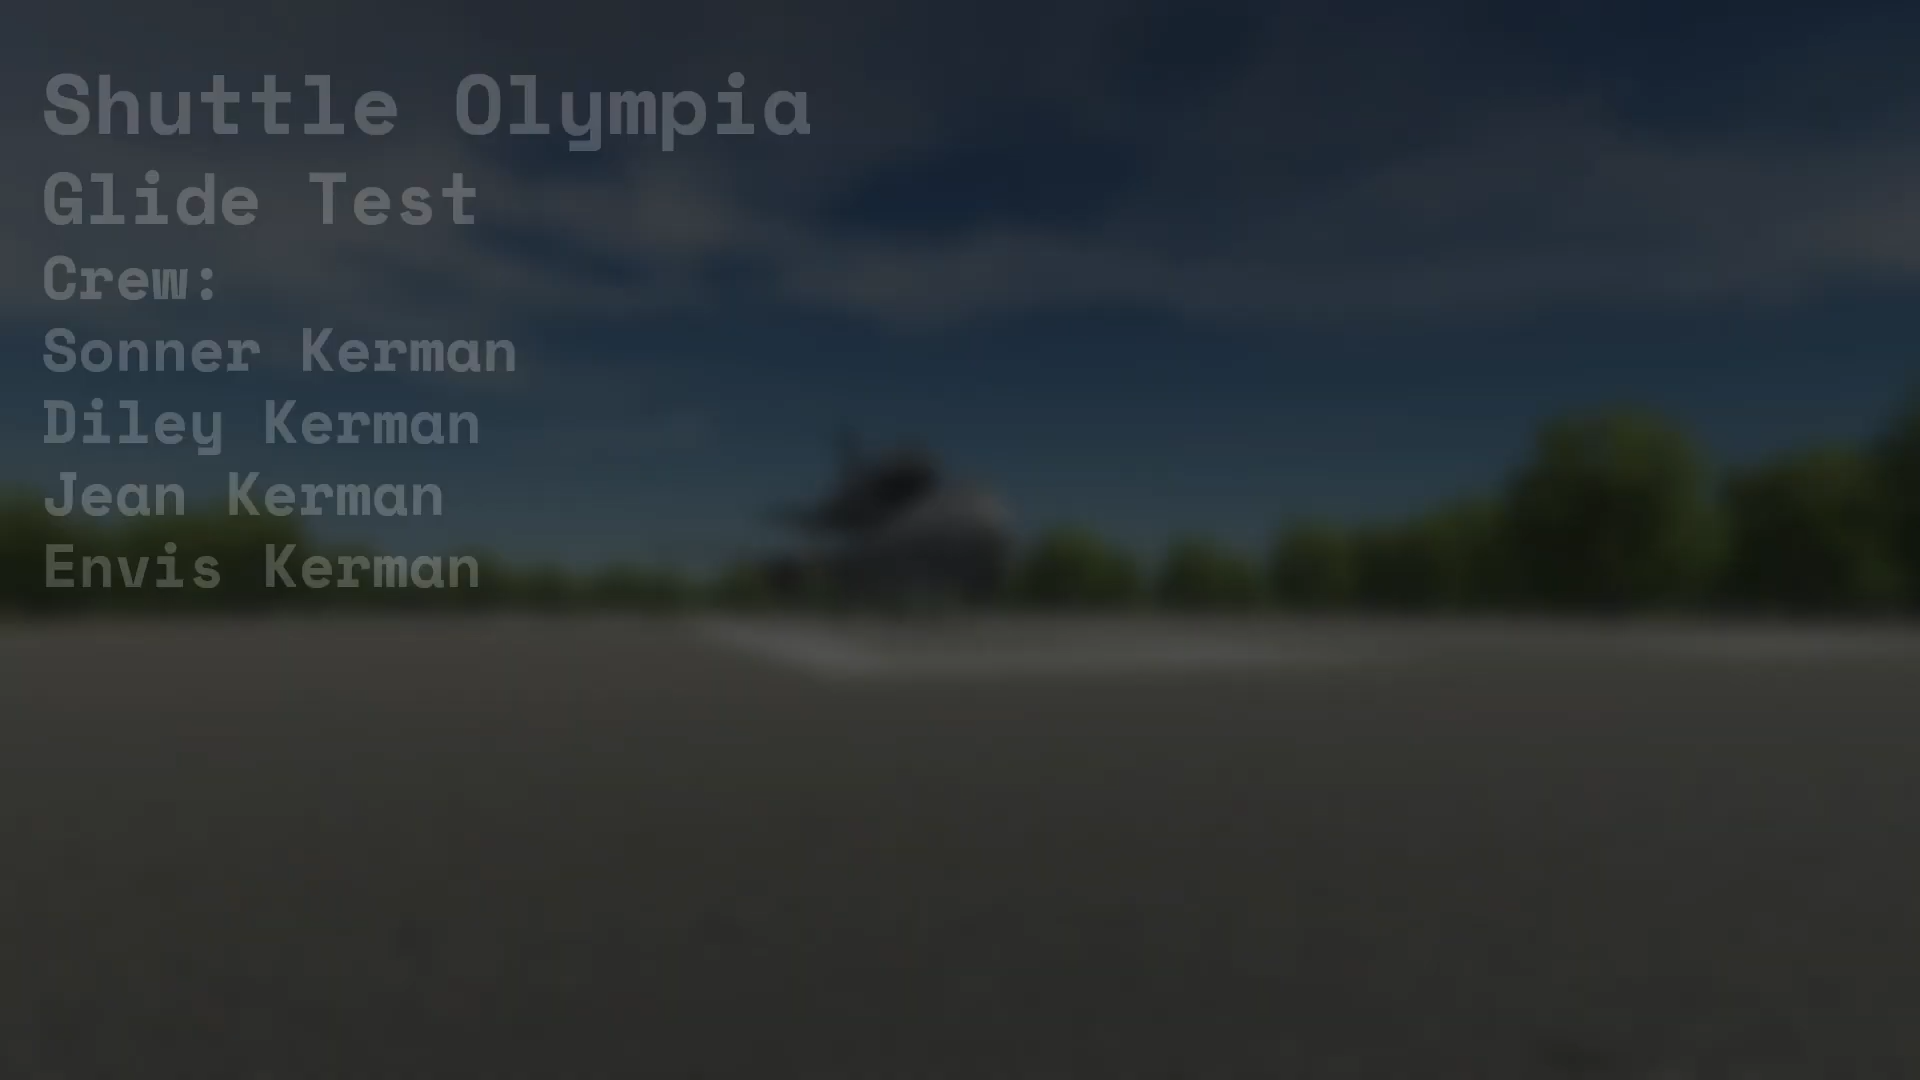 Shuttle Olympia
Glide Test
Crew:
Sonner Kerman
Diley Kerman
Jean Kerman
Envis Kerman